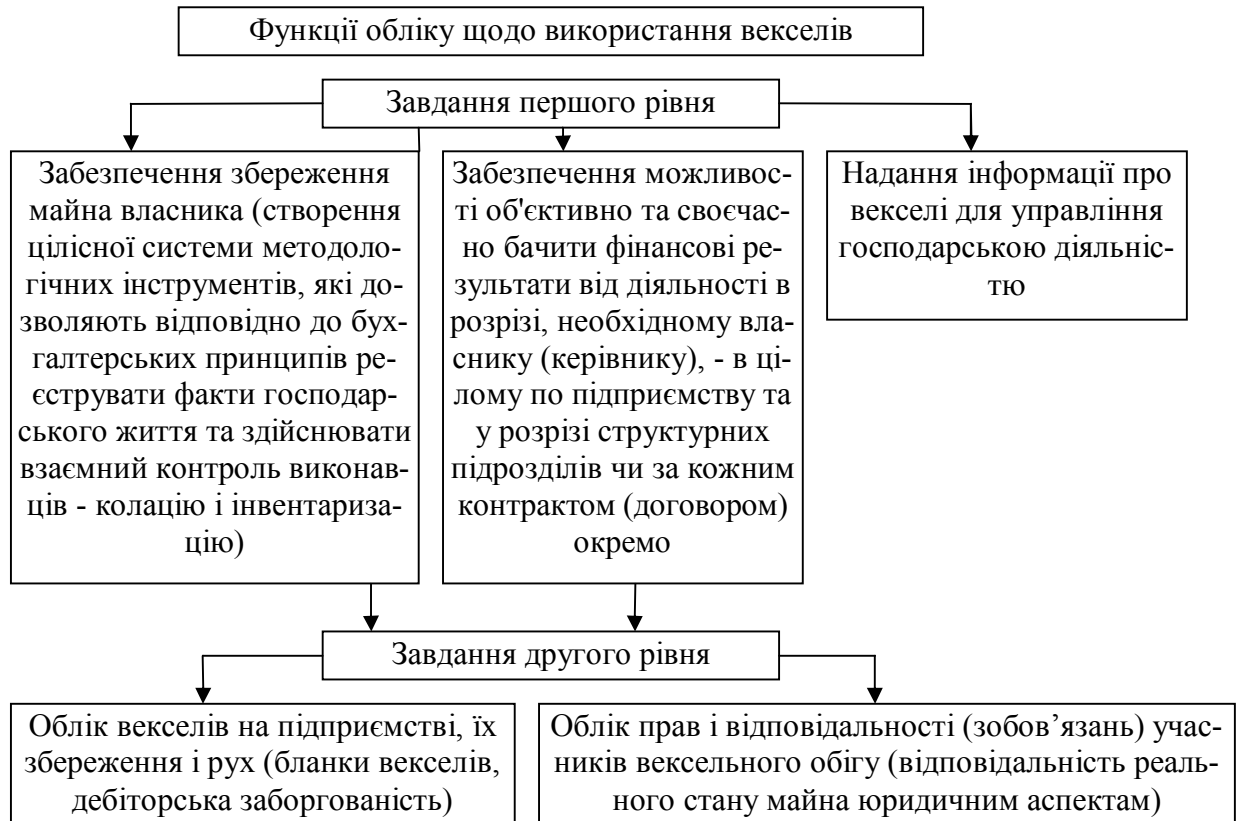 Функції обліку щодо використання векселів
Завдання першого рівня
Забезпечення збереження
майна власника (створення
цілісної системи методоло-
гічних інструментів, які до-
зволяють відповідно до бух-
галтерських принципів ре-
єструвати факти господар-
ського життя та здійснювати
взаємний контроль виконав-
ців - колацію і інвентариза-
цію)
Забезпечення можливос-
ті об'єктивно та своєчас-
но бачити фінансові ре-
зультати від діяльності в
розрізі, необхідному вла-
снику (керівнику), - в ці-
лому по підприємству та
у розрізі структурних
підрозділів чи за кожним
контрактом (договором)
окремо
Надання інформації про
векселі для управління
господарською діяльніс-
тю
Завдання другого рівня
Облік векселів на підприємстві, їх
збереження і рух (бланки векселів,
дебіторська заборгованість)
Облік прав і відповідальності (зобов’язань) учас-
ників вексельного обігу (відповідальність реаль-
ного стану майна юридичним аспектам)